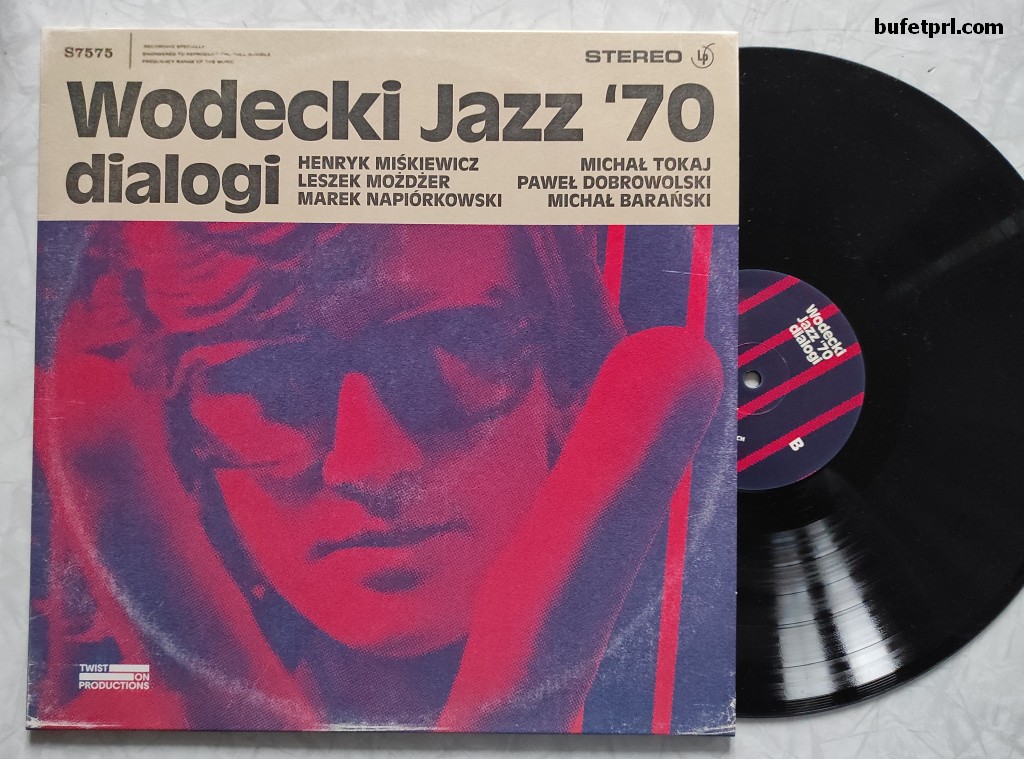 bufetprl.com
S7575
RECORDING SPECIALLY
ENGINEERED TO REPRODUCE THE FULL AUDIBLE
FREQUENCY RANGE OF THE MUSIC
STEREO LP
Wodecki Jazz ‘70
dialogi
HENRYK MIŚKIEWICZ
LESZEK MOŻDŻER
MAREK NAPIÓRKOWSKI
MICHAŁ TOKAJ
PAWEŁ DOBROWOLSKI
MICHAŁ BARAŃSKI
Wodecki
Jazz ‘70
dialogi
B
TWIST
ON
PRODUCTIONS